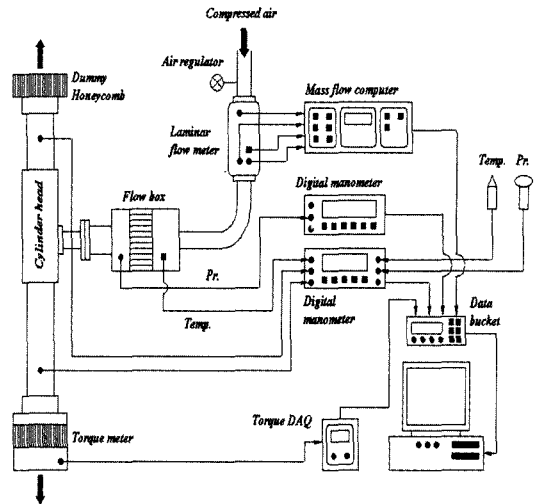 Compressed air
Air regulator
Dummy
Honeycomb
Mass flow computer
Laminar
flow meter
Temp.
Pr.
Flow box
Digital manometer
Cylinder head
Pr.
Temp.
Digital
manometer
Data
bucket
Torque meter
Torque DAQ